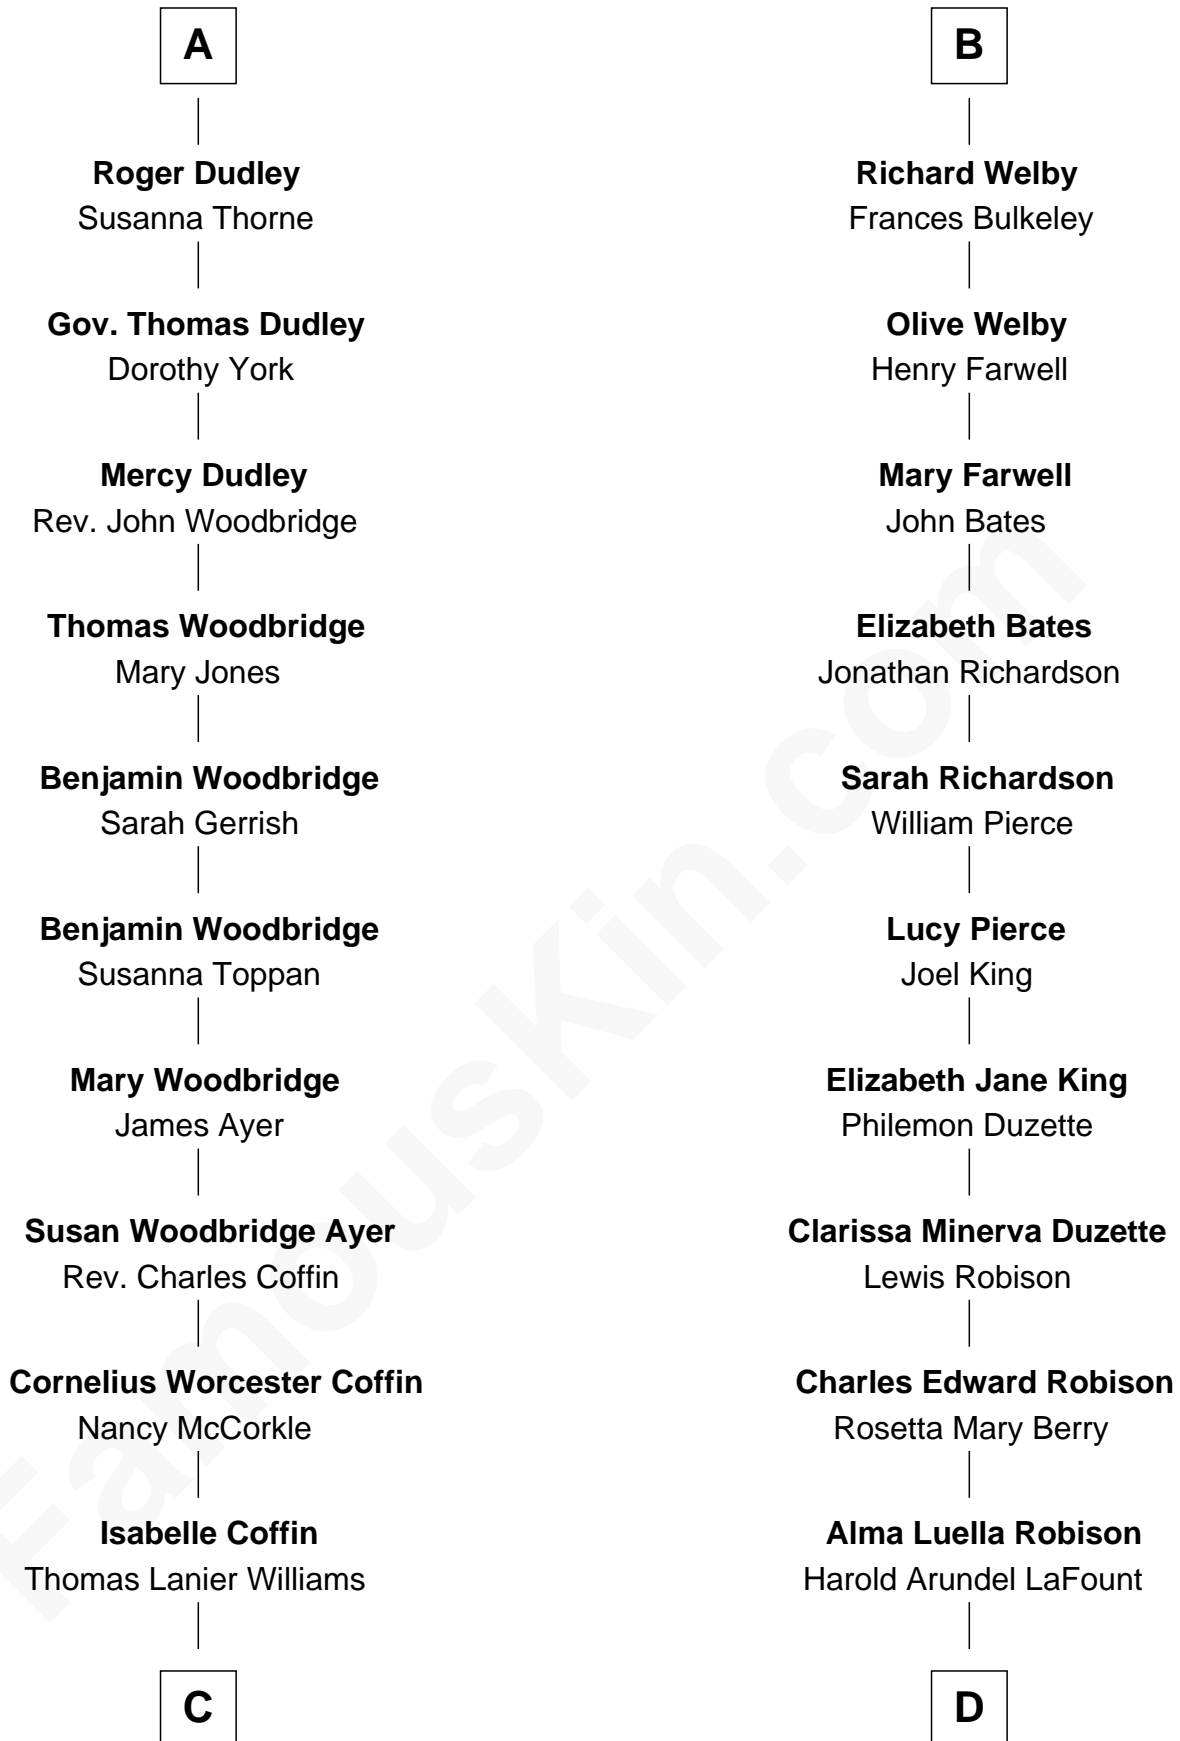 A
Roger Dudley
Susanna Thorne
Gov. Thomas Dudley
Dorothy York
Mercy Dudley
Rev. John Woodbridge
Thomas Woodbridge
Mary Jones
Benjamin Woodbridge
Sarah Gerrish
Benjamin Woodbridge
Susanna Toppan
Mary Woodbridge
James Ayer
Susan Woodbridge Ayer
Rev. Charles Coffin
Cornelius Worcester Coffin
Nancy McCorkle
Isabelle Coffin
Thomas Lanier Williams
C
B
Richard Welby
Frances Bulkeley
Olive Welby
Henry Farwell
Mary Farwell
John Bates
Elizabeth Bates
Jonathan Richardson
Sarah Richardson
William Pierce
Lucy Pierce
Joel King
Elizabeth Jane King
Philemon Duzette
Clarissa Minerva Duzette
Lewis Robison
Charles Edward Robison
Rosetta Mary Berry
Alma Luella Robison
Harold Arundel LaFount
D
FamousKin.com